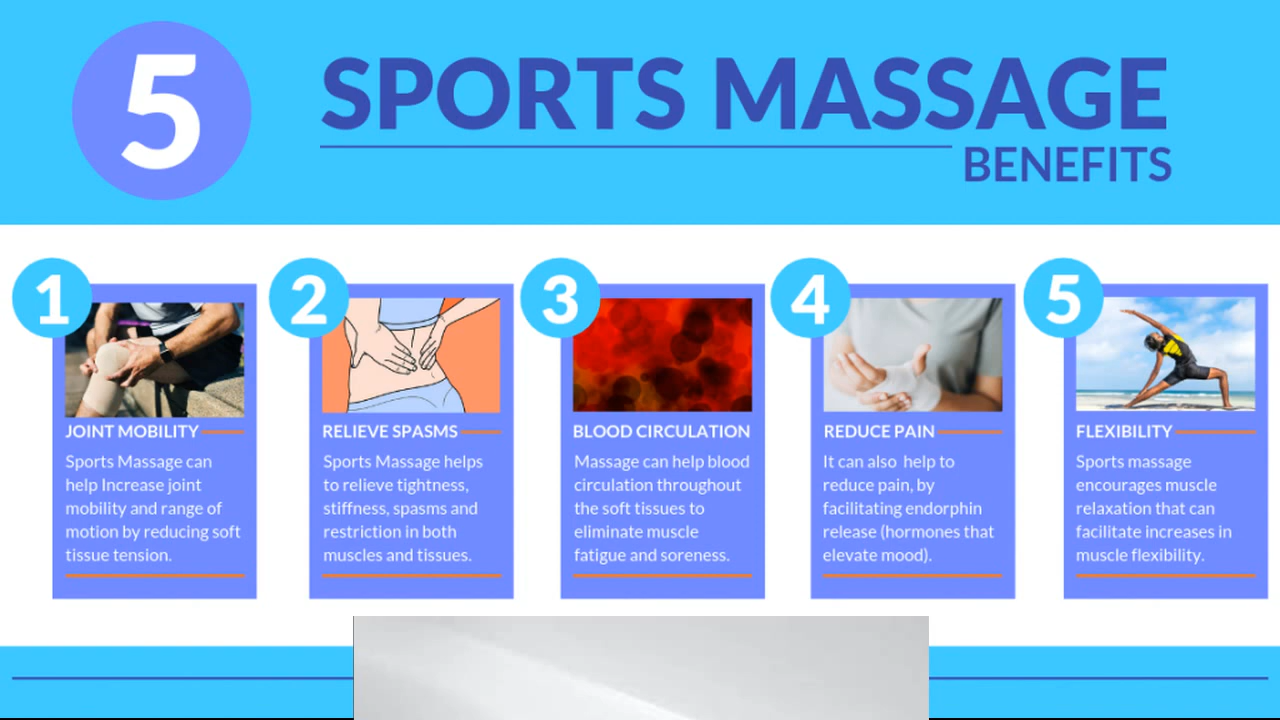 5
SPORTS MASSAGE
BENEFITS
1
JOINT MOBILITY
Sports Massage can
help Increase joint
mobility and range of
motion by reducing soft
tissue tension.
2
RELIEVE SPASMS
Sports Massage helps
to relieve tightness,
stiffness, spasms and
restriction in both
muscles and tissues.
3
BLOOD CIRCULATION
Massage can help blood
circulation throughout
the soft tissues to
eliminate muscle
fatigue and soreness.
4
REDUCE PAIN
It can also help to
reduce pain, by
facilitating endorphin
release (hormones that
elevate mood).
5
FLEXIBILITY
Sports massage
encourages muscle
relaxation that can
facilitate increases in
muscle flexibility.